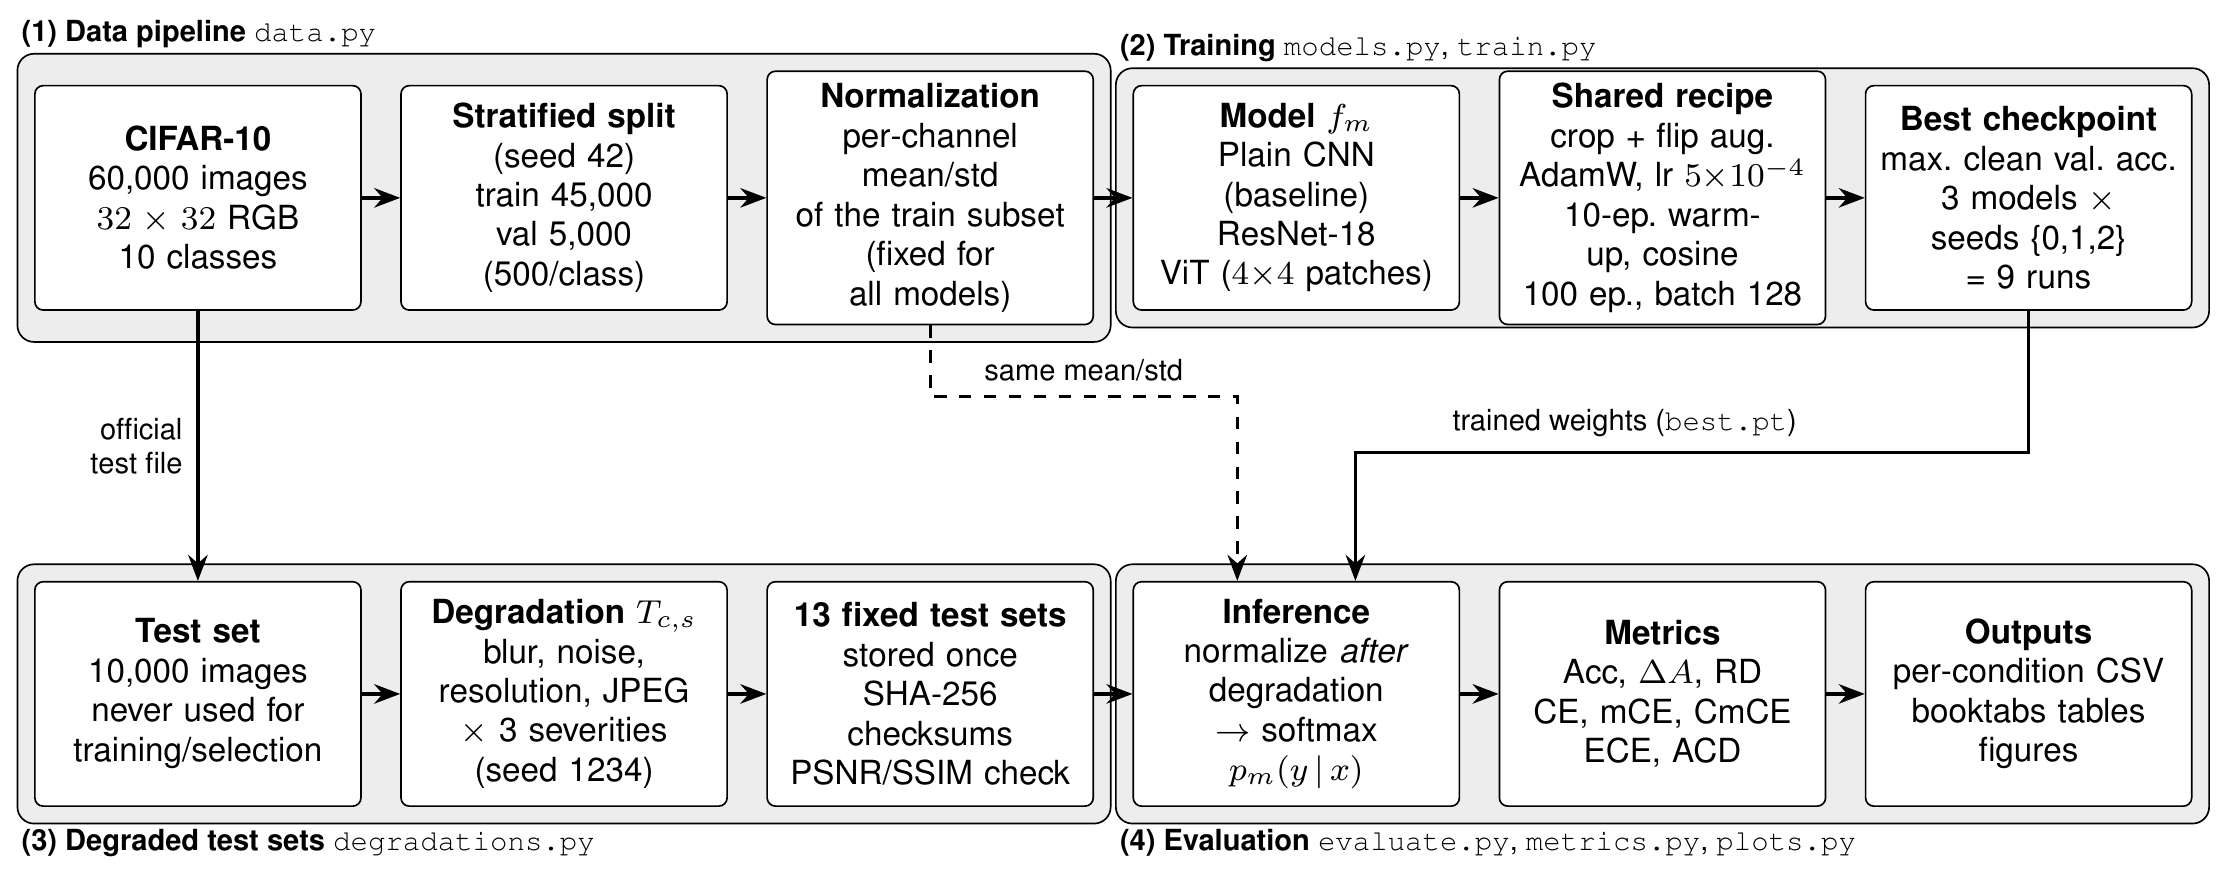 (1) Data pipeline data.py
CIFAR-10
60,000 images
32 × 32 RGB
10 classes
Stratified split
(seed 42)
train 45,000
val 5,000
(500/class)
Normalization
per-channel
mean/std
of the train subset
(fixed for
all models)
(2) Training models.py, train.py
Model fₘ
Plain CNN
(baseline)
ResNet-18
ViT (4×4 patches)
Shared recipe
crop + flip aug.
AdamW, lr 5×10⁻⁴
10-ep. warm-
up, cosine
100 ep., batch 128
Best checkpoint
max. clean val. acc.
3 models ×
seeds {0,1,2}
= 9 runs
official
test file
same mean/std
trained weights (best.pt)
Test set
10,000 images
never used for
training/selection
Degradation T_{c,s}
blur, noise,
resolution, JPEG
× 3 severities
(seed 1234)
13 fixed test sets
stored once
SHA-256
checksums
PSNR/SSIM check
(3) Degraded test sets degradations.py
Inference
normalize after
degradation
→ softmax
pₘ(y | x)
Metrics
Acc, ΔA, RD
CE, mCE, CmCE
ECE, ACD
Outputs
per-condition CSV
booktabs tables
figures
(4) Evaluation evaluate.py, metrics.py, plots.py